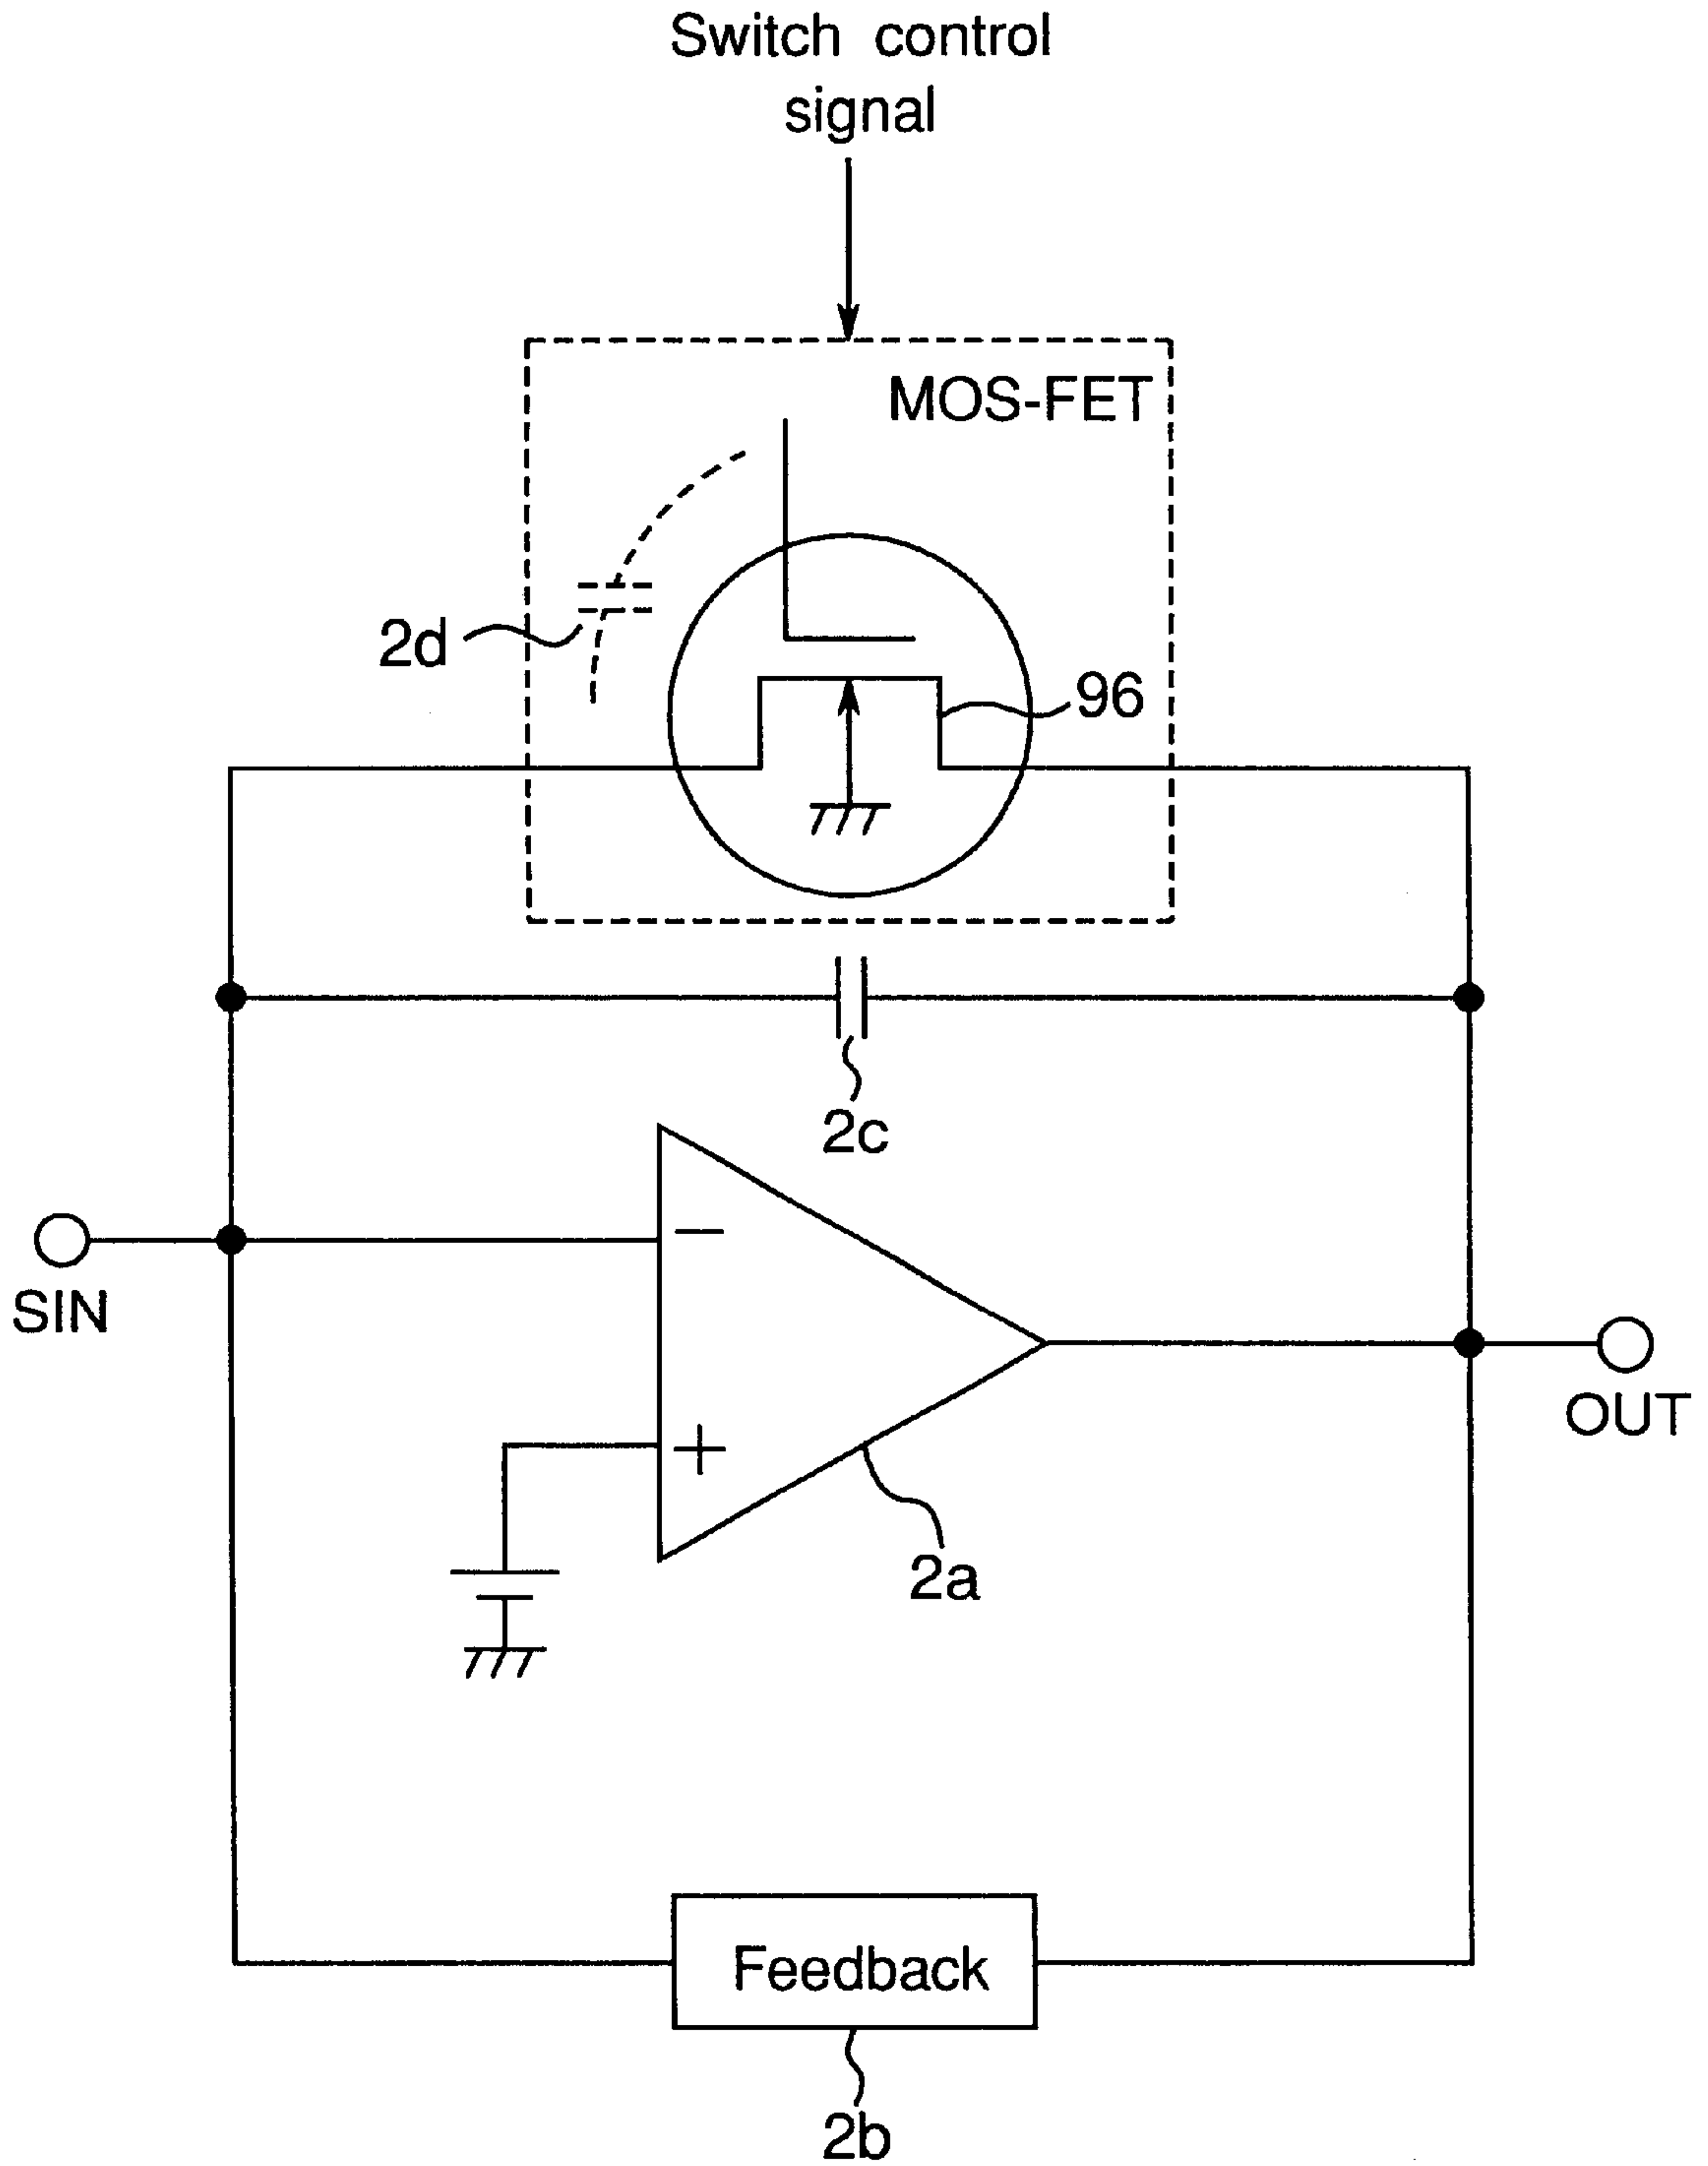 Switch control
signal
MOS-FET
2d
96
2c
−
SIN
OUT
+
2a
Feedback
2b